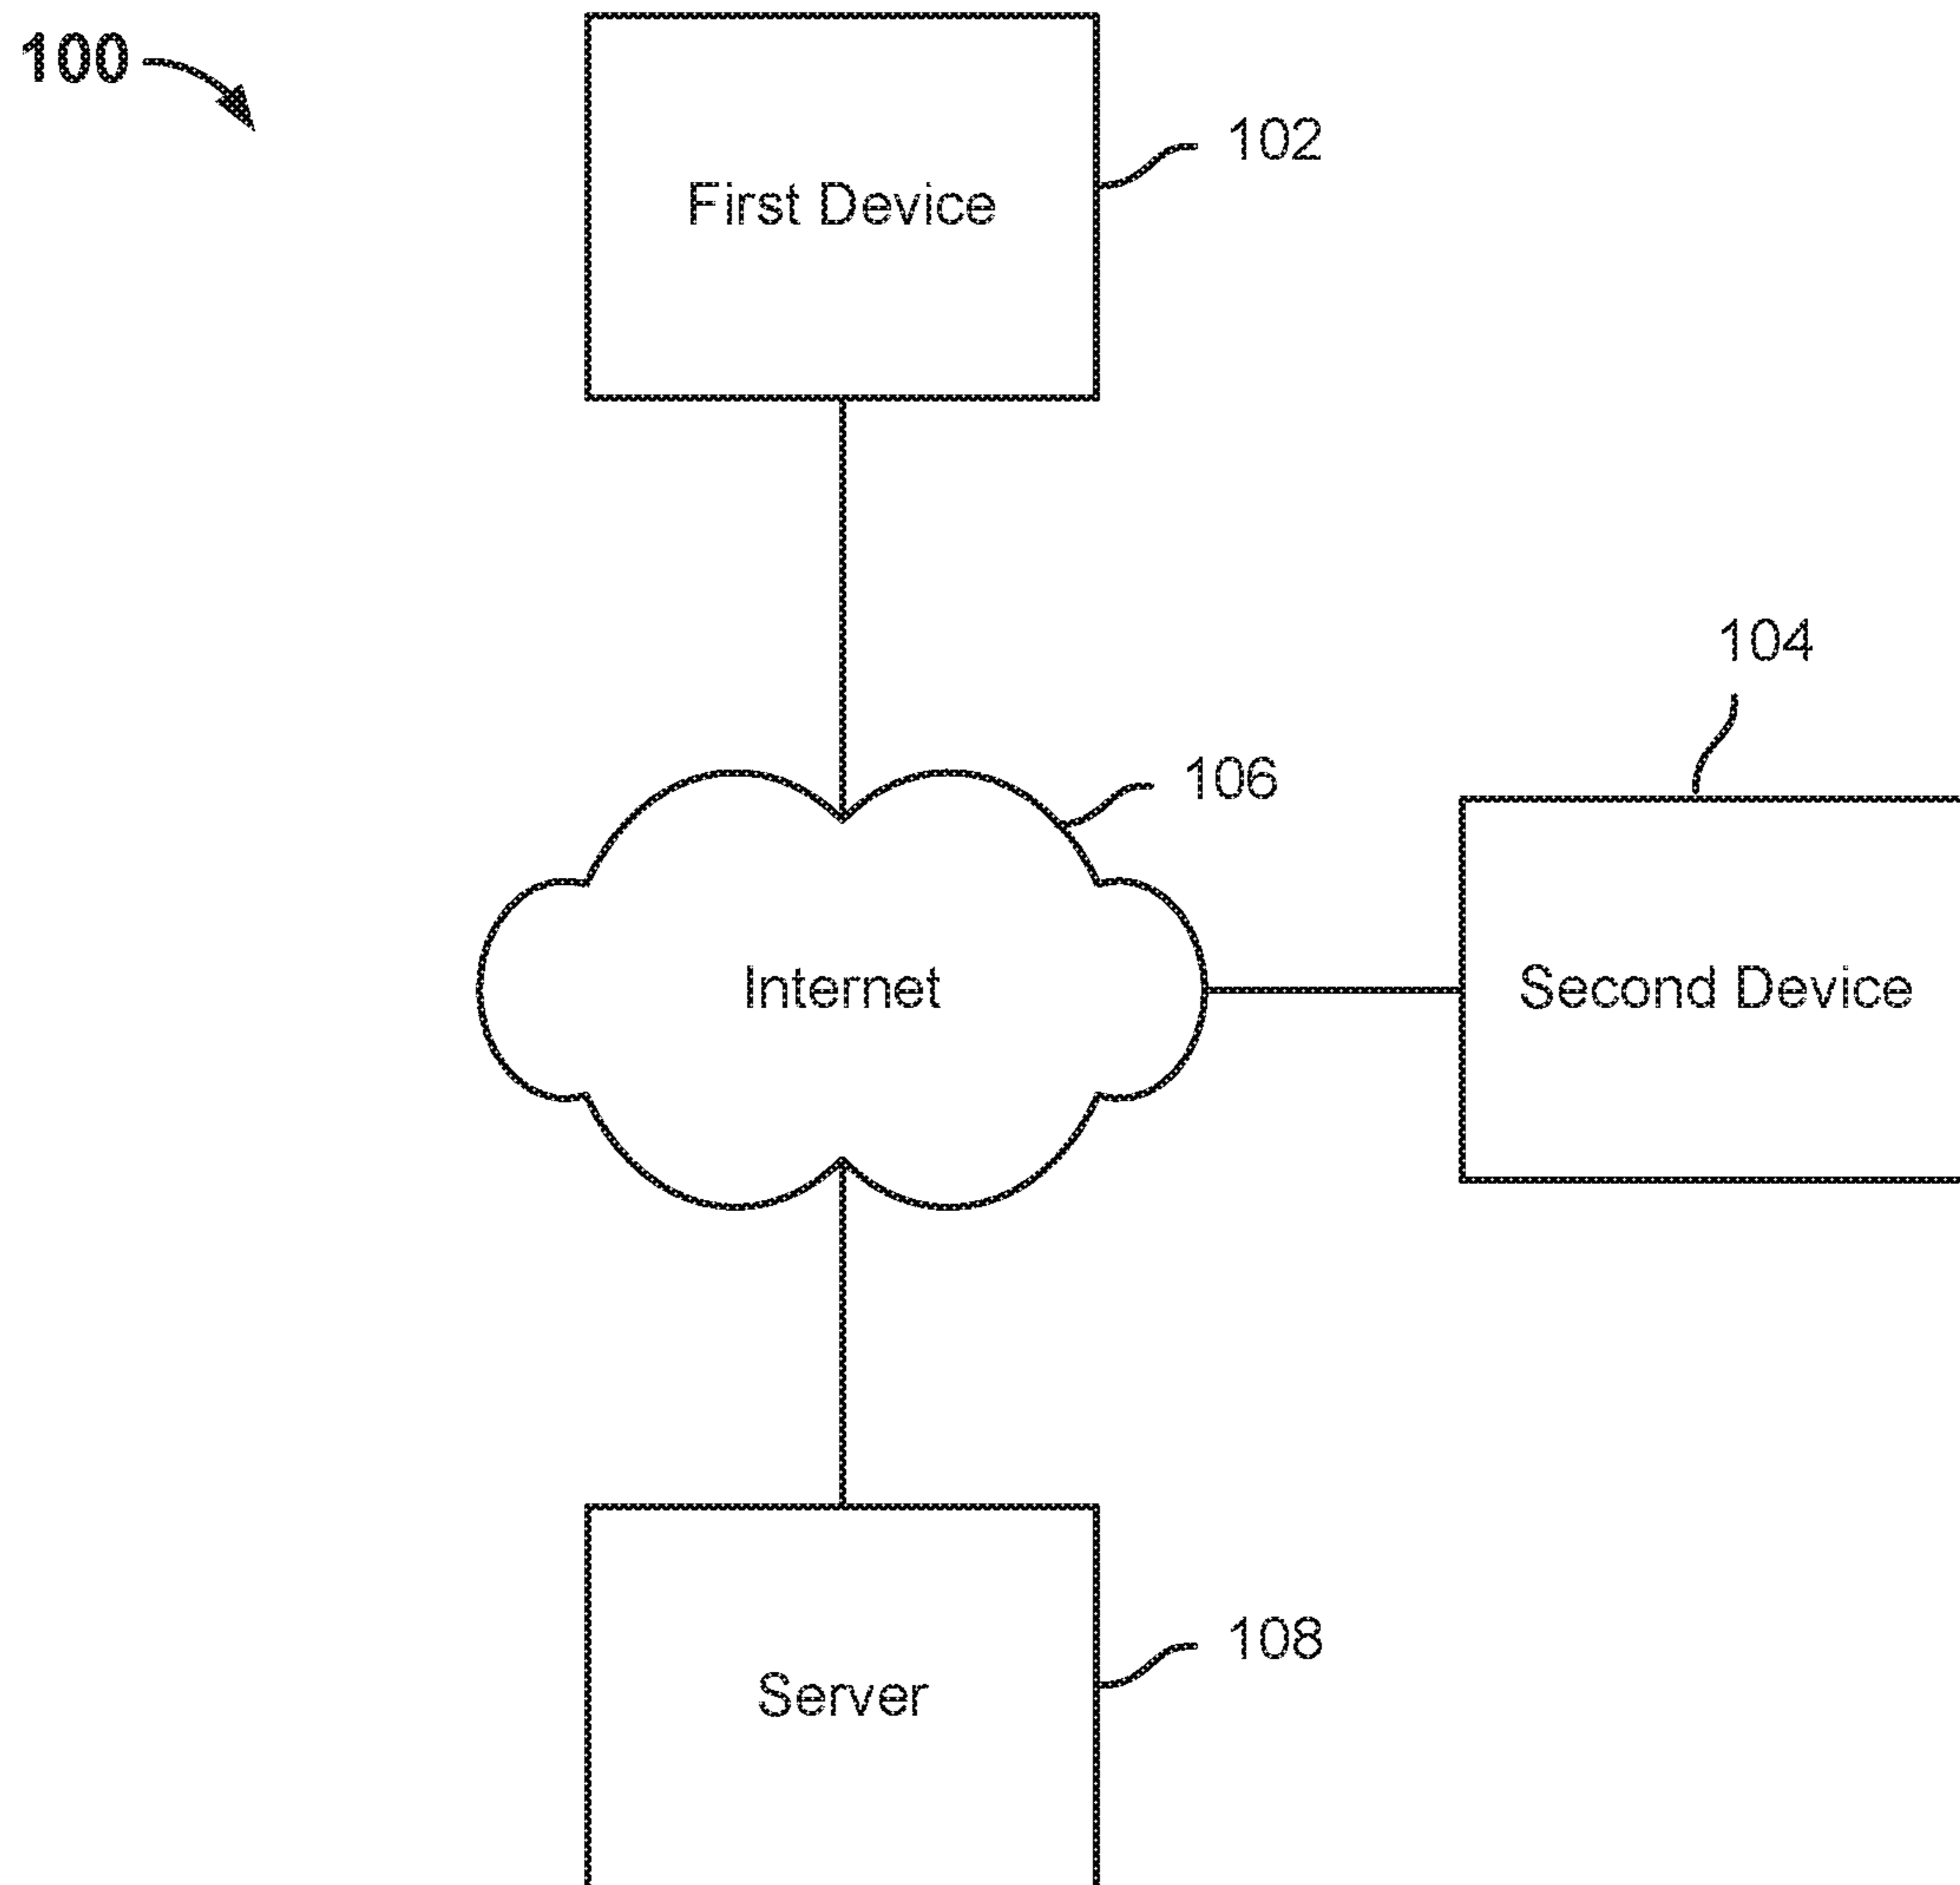 100
102
First Device
104
106
Internet
Second Device
108
Server